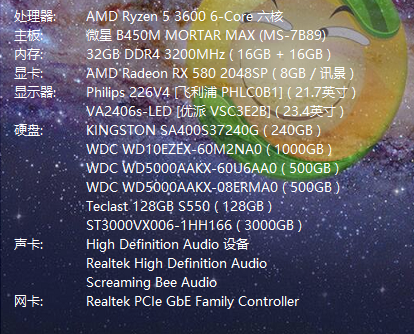 处理器: AMD Ryzen 5 3600 6-Core 六核
主板: 微星 B450M MORTAR MAX (MS-7B89)
内存: 32GB DDR4 3200MHz ( 16GB + 16GB )
显卡: AMD Radeon RX 580 2048SP ( 8GB / 讯景 )
显示器: Philips 226V4 [飞利浦 PHLC0B1] ( 21.7英寸 )
VA2406s-LED [优派 VSC3E2B] ( 23.4英寸 )
硬盘: KINGSTON SA400S37240G ( 240GB )
WDC WD10EZEX-60M2NA0 ( 1000GB )
WDC WD5000AAKX-60U6AA0 ( 500GB )
WDC WD5000AAKX-08ERMA0 ( 500GB )
Teclast 128GB S550 ( 128GB )
ST3000VX006-1HH166 ( 3000GB )
声卡: High Definition Audio 设备
Realtek High Definition Audio
Screaming Bee Audio
网卡: Realtek PCIe GbE Family Controller